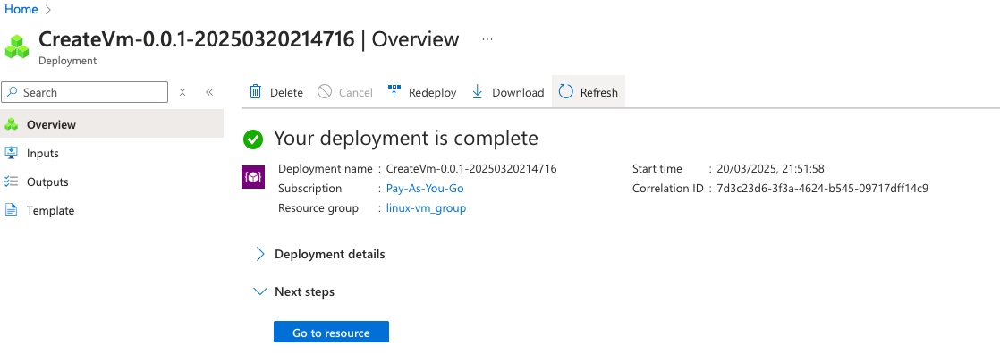 Home
CreateVm-0.0.1-20250320214716 | Overview ...
Deployment
Search
Delete Cancel Redeploy Download Refresh
Overview
Inputs
Outputs
Template
Your deployment is complete
Deployment name : CreateVm-0.0.1-20250320214716
Subscription : Pay-As-You-Go
Resource group : linux-vm_group
Start time : 20/03/2025, 21:51:58
Correlation ID : 7d3c23d6-3f3a-4624-b545-09717dff14c9
Deployment details
Next steps
Go to resource